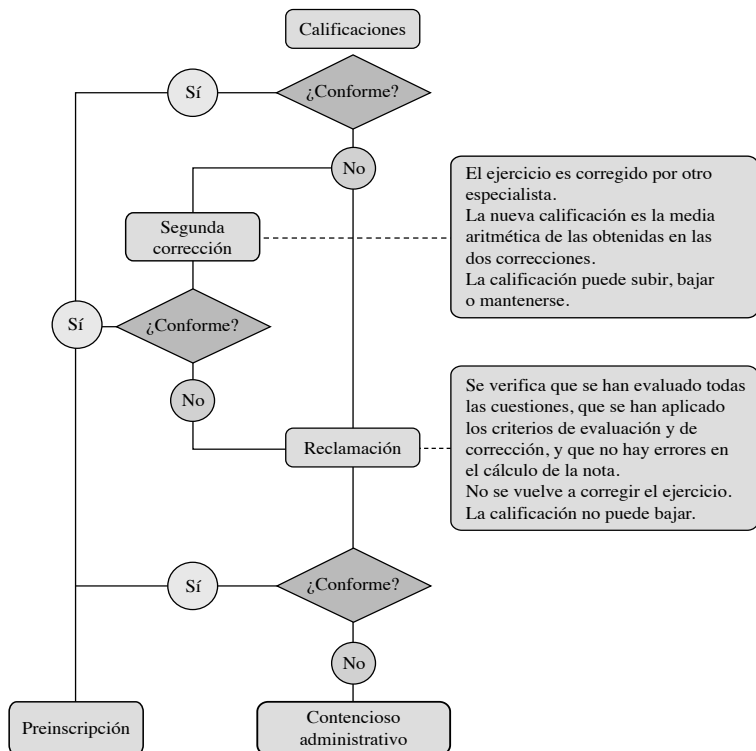 Calificaciones
¿Conforme?
Sí
No
Segunda
corrección
El ejercicio es corregido por otro
especialista.
La nueva calificación es la media
aritmética de las obtenidas en las
dos correcciones.
La calificación puede subir, bajar
o mantenerse.
Sí
¿Conforme?
No
Reclamación
Se verifica que se han evaluado todas
las cuestiones, que se han aplicado
los criterios de evaluación y de
corrección, y que no hay errores en
el cálculo de la nota.
No se vuelve a corregir el ejercicio.
La calificación no puede bajar.
Sí
¿Conforme?
No
Preinscripción
Contencioso
administrativo